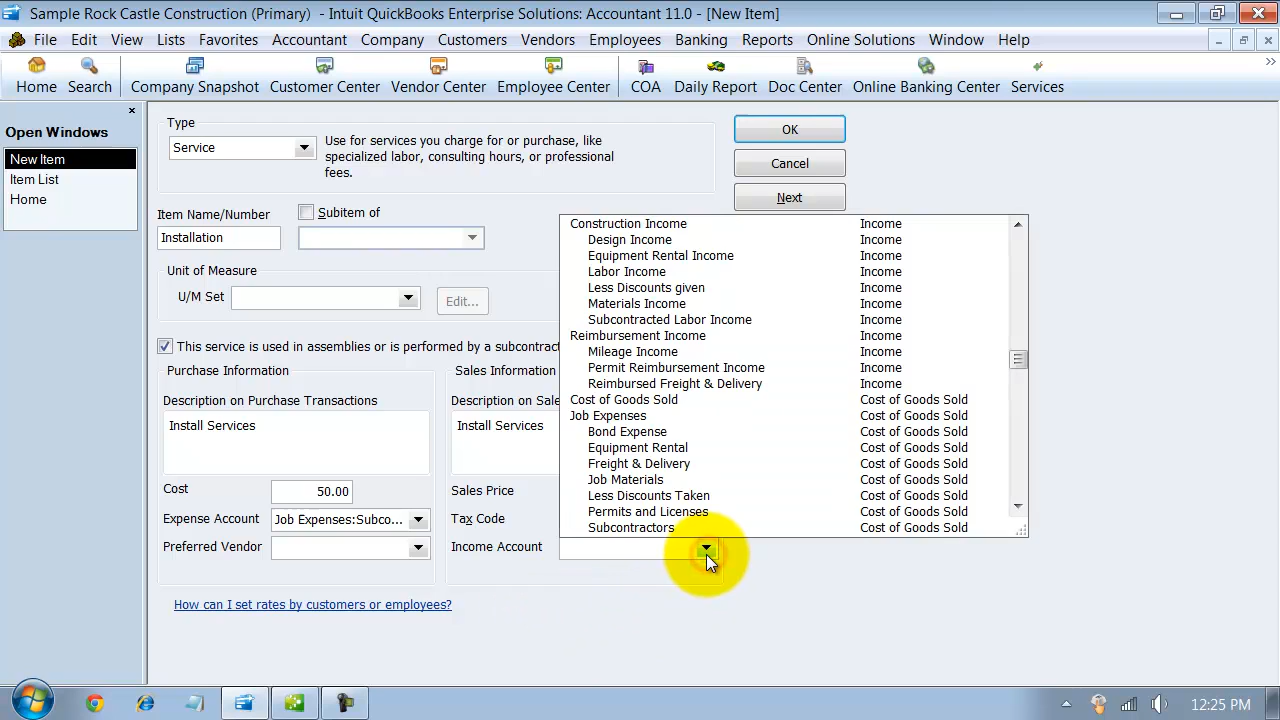 Sample Rock Castle Construction (Primary) - Intuit QuickBooks Enterprise Solutions: Accountant 11.0 - [New Item]
File Edit View Lists Favorites Accountant Company Customers Vendors Employees Banking Reports Online Solutions Window Help
Home Search Company Snapshot Customer Center Vendor Center Employee Center COA Daily Report Doc Center Online Banking Center Services
Open Windows
New Item
Item List
Home
Type
Service
Use for services you charge for or purchase, like
specialized labor, consulting hours, or professional
fees.
OK
Cancel
Next
Item Name/Number
Subitem of
Installation
Unit of Measure
U/M Set
Edit...
This service is used in assemblies or is performed by a subcontract
Purchase Information
Description on Purchase Transactions
Install Services
Cost 50.00
Expense Account Job Expenses:Subco...
Preferred Vendor
Sales Information
Description on Sal
Install Services
Sales Price
Tax Code
Income Account
Construction Income Income
Design Income Income
Equipment Rental Income Income
Labor Income Income
Less Discounts given Income
Materials Income Income
Subcontracted Labor Income Income
Reimbursement Income Income
Mileage Income Income
Permit Reimbursement Income Income
Reimbursed Freight & Delivery Income
Cost of Goods Sold Cost of Goods Sold
Job Expenses Cost of Goods Sold
Bond Expense Cost of Goods Sold
Equipment Rental Cost of Goods Sold
Freight & Delivery Cost of Goods Sold
Job Materials Cost of Goods Sold
Less Discounts Taken Cost of Goods Sold
Permits and Licenses Cost of Goods Sold
Subcontractors Cost of Goods Sold
How can I set rates by customers or employees?
12:25 PM